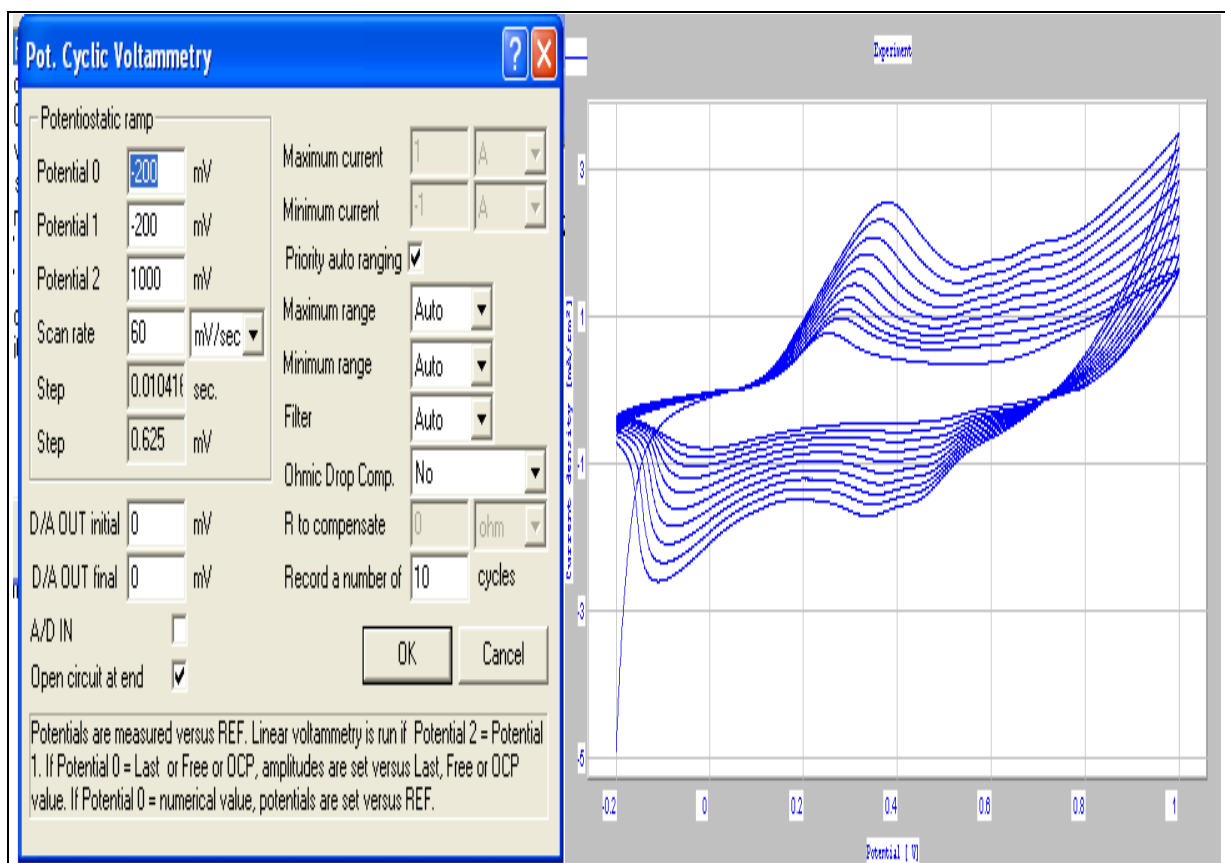 Pot. Cyclic Voltammetry
Potentiostatic ramp
Potential 0 -200 mV
Potential 1 -200 mV
Potential 2 1000 mV
Scan rate 60 mV/sec
Step 0.010416 sec.
Step 0.625 mV
D/A OUT initial 0 mV
D/A OUT final 0 mV
A/D IN
Open circuit at end
Maximum current 1 A
Minimum current -1 A
Priority auto ranging
Maximum range Auto
Minimum range Auto
Filter Auto
Ohmic Drop Comp. No
R to compensate 0 ohm
Record a number of 10 cycles
OK Cancel
Potentials are measured versus REF. Linear voltammetry is run if Potential 2 = Potential
1. If Potential 0 = Last or Free or OCP, amplitudes are set versus Last, Free or OCP
value. If Potential 0 = numerical value, potentials are set versus REF.
Experiment
Current density [mA/cm²]
3
1
-1
-3
-5
-0.2 0 0.2 0.4 0.6 0.8 1
Potential [ V]